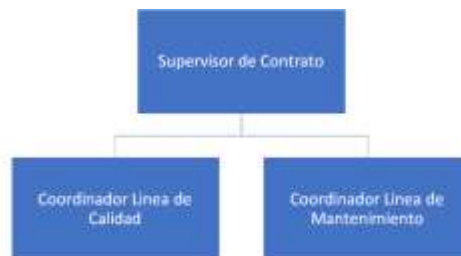 Supervisor de Contrato
Coordinador Linea de
Calidad
Coordinador Linea de
Mantenimiento